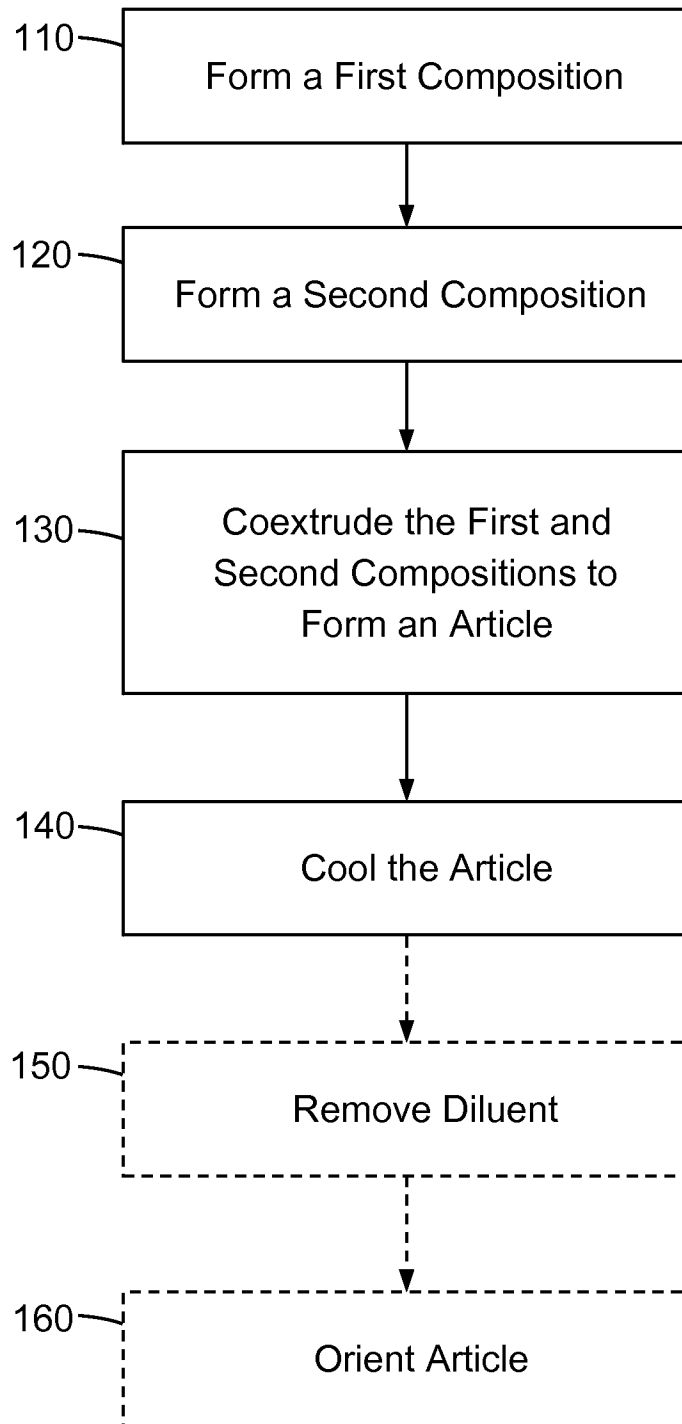 110
Form a First Composition
120
Form a Second Composition
130
Coextrude the First and
Second Compositions to
Form an Article
140
Cool the Article
150
Remove Diluent
160
Orient Article